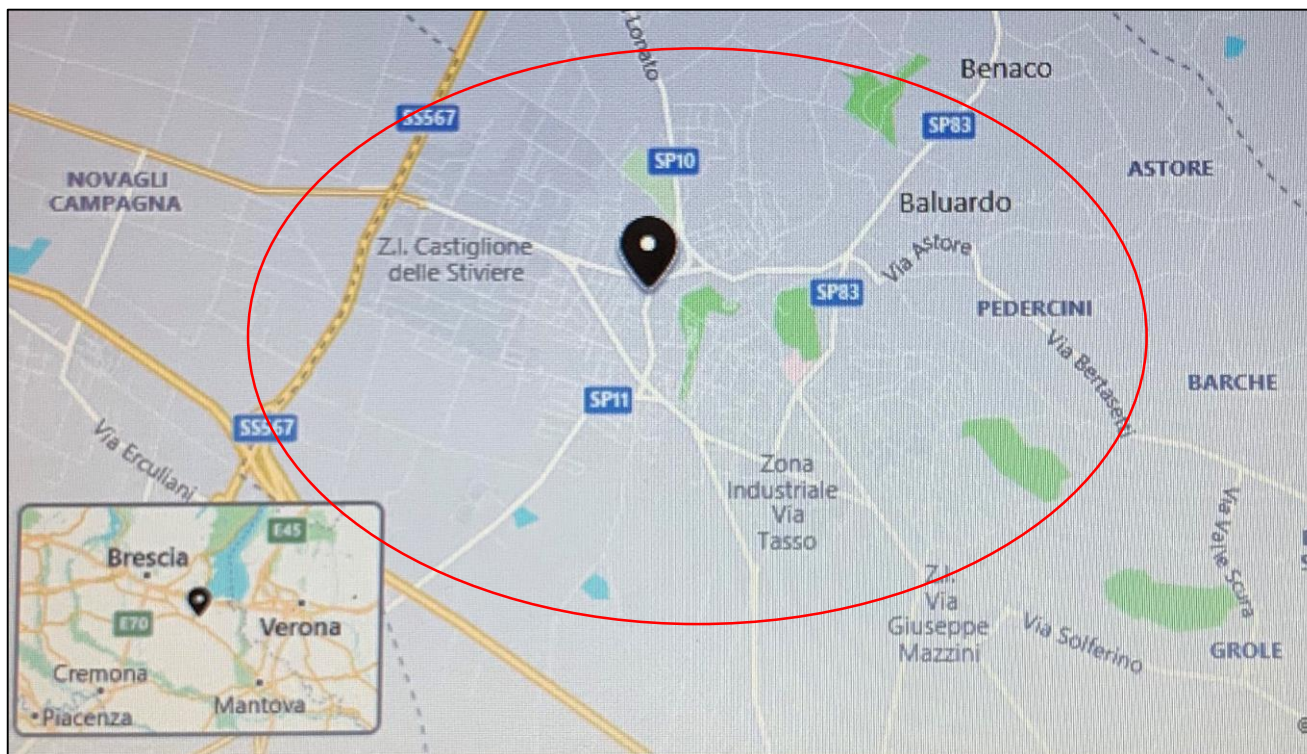 Lonato
Benaco
SS567
SP83
SP10
ASTORE
NOVAGLI
CAMPAGNA
Baluardo
Z.I. Castiglione
delle Stiviere
Via Astore
SP83
PEDERCINI
Via Bertasetti
BARCHE
SP11
SS567
Via Erculiani
Zona
Industriale
Via
Tasso
Via Valle Scura
Z.I.
Via
Giuseppe
Mazzini
Via Solferino
GROLE
E45
Brescia
E70
Verona
Cremona
Mantova
Piacenza